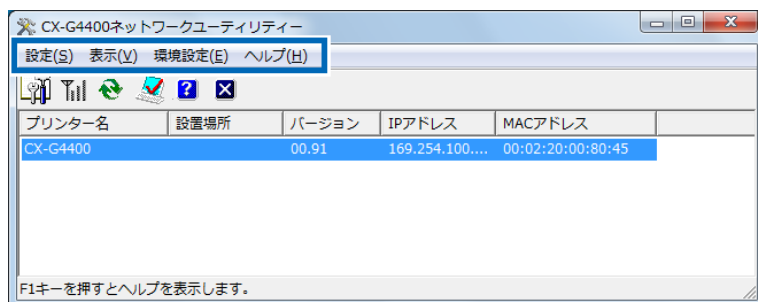 CX-G4400ネットワークユーティリティー
設定(S) 表示(V) 環境設定(E) ヘルプ(H)
プリンター名 設置場所 バージョン IPアドレス MACアドレス
CX-G4400 00.91 169.254.100.... 00:02:20:00:80:45
F1キーを押すとヘルプを表示します。